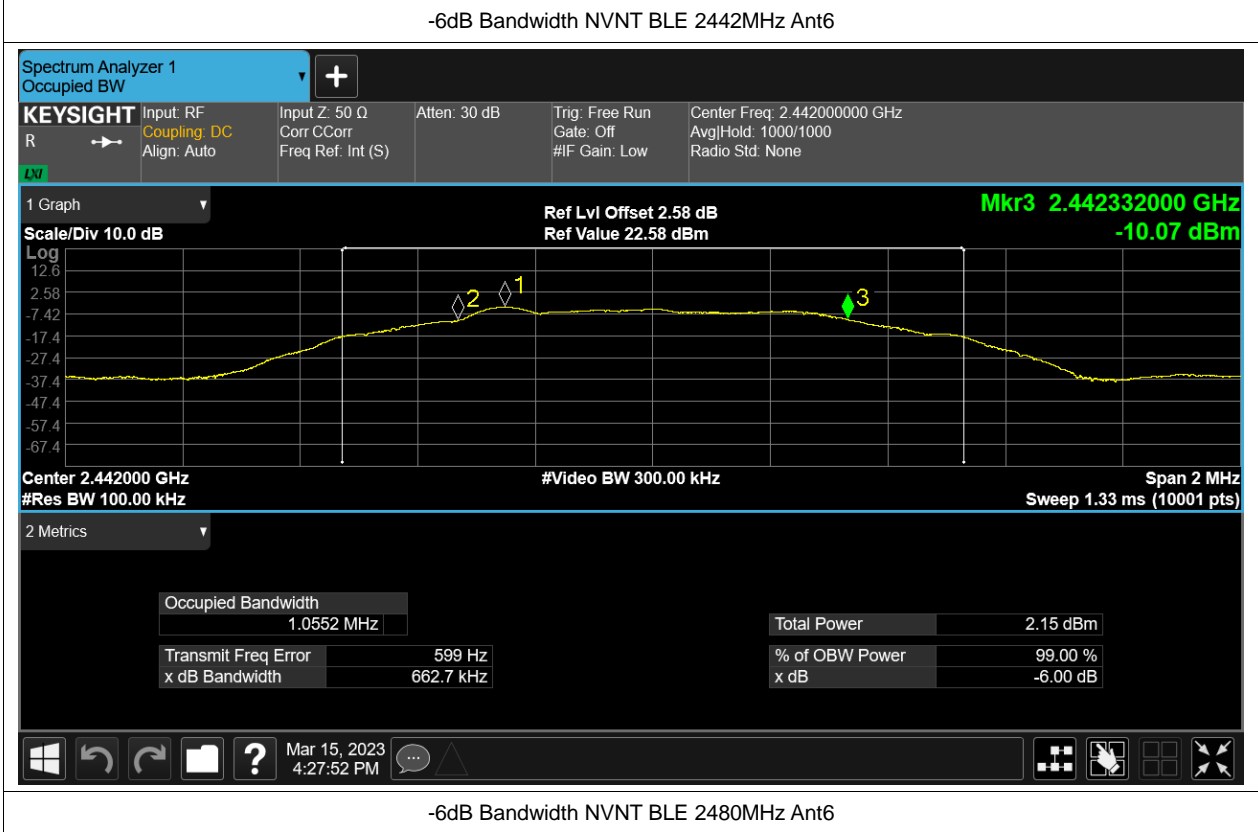 -6dB Bandwidth NVNT BLE 2442MHz Ant6
Spectrum Analyzer 1
Occupied BW
KEYSIGHT
R
LXI
Input: RF
Coupling: DC
Align: Auto
Input Z: 50 Ω
Corr CCorr
Freq Ref: Int (S)
Atten: 30 dB
Trig: Free Run
Gate: Off
#IF Gain: Low
Center Freq: 2.442000000 GHz
Avg|Hold: 1000/1000
Radio Std: None
1 Graph
Scale/Div 10.0 dB
Ref Lvl Offset 2.58 dB
Ref Value 22.58 dBm
Mkr3 2.442332000 GHz
-10.07 dBm
Log
12.6
2.58
-7.42
-17.4
-27.4
-37.4
-47.4
-57.4
-67.4
2
1
3
Center 2.442000 GHz
#Res BW 100.00 kHz
#Video BW 300.00 kHz
Span 2 MHz
Sweep 1.33 ms (10001 pts)
2 Metrics
Occupied Bandwidth
1.0552 MHz
Transmit Freq Error 599 Hz
x dB Bandwidth 662.7 kHz
Total Power 2.15 dBm
% of OBW Power 99.00 %
x dB -6.00 dB
Mar 15, 2023
4:27:52 PM
-6dB Bandwidth NVNT BLE 2480MHz Ant6